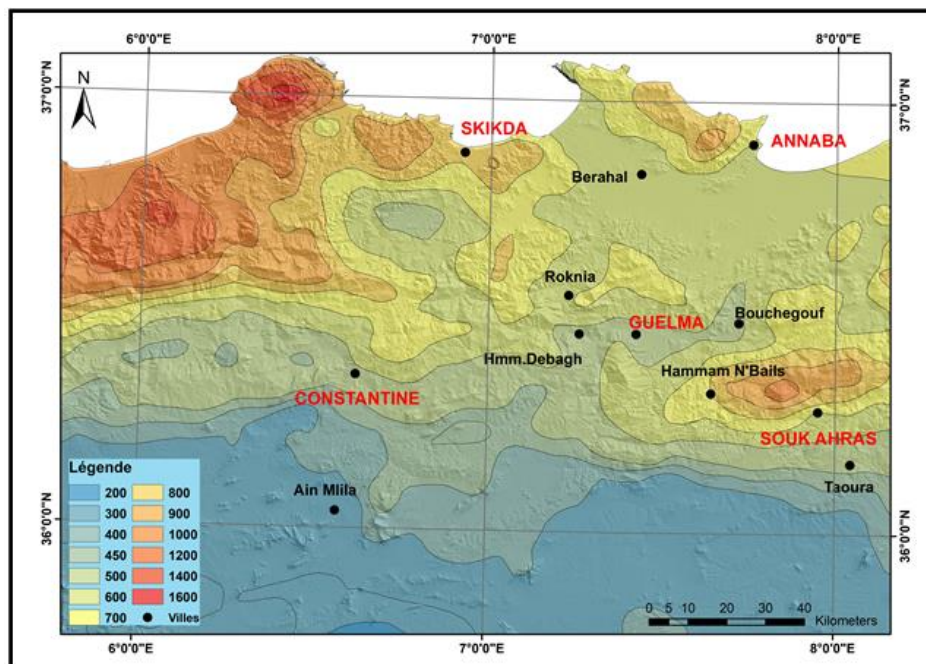 6°0'0"E 7°0'0"E 8°0'0"E
37°0'0"N
37°0'0"N
N
SKIKDA
ANNABA
Berahal
Roknia
GUELMA
Bouchegouf
Hmm.Debagh
Hammam N'Bails
CONSTANTINE
SOUK AHRAS
Taoura
Ain Mlila
36°0'0"N
36°0'0"N
Légende
200 800
300 900
400 1000
450 1200
500 1400
600 1600
700 Villes
0 5 10 20 30 40
Kilometers
6°0'0"E 7°0'0"E 8°0'0"E